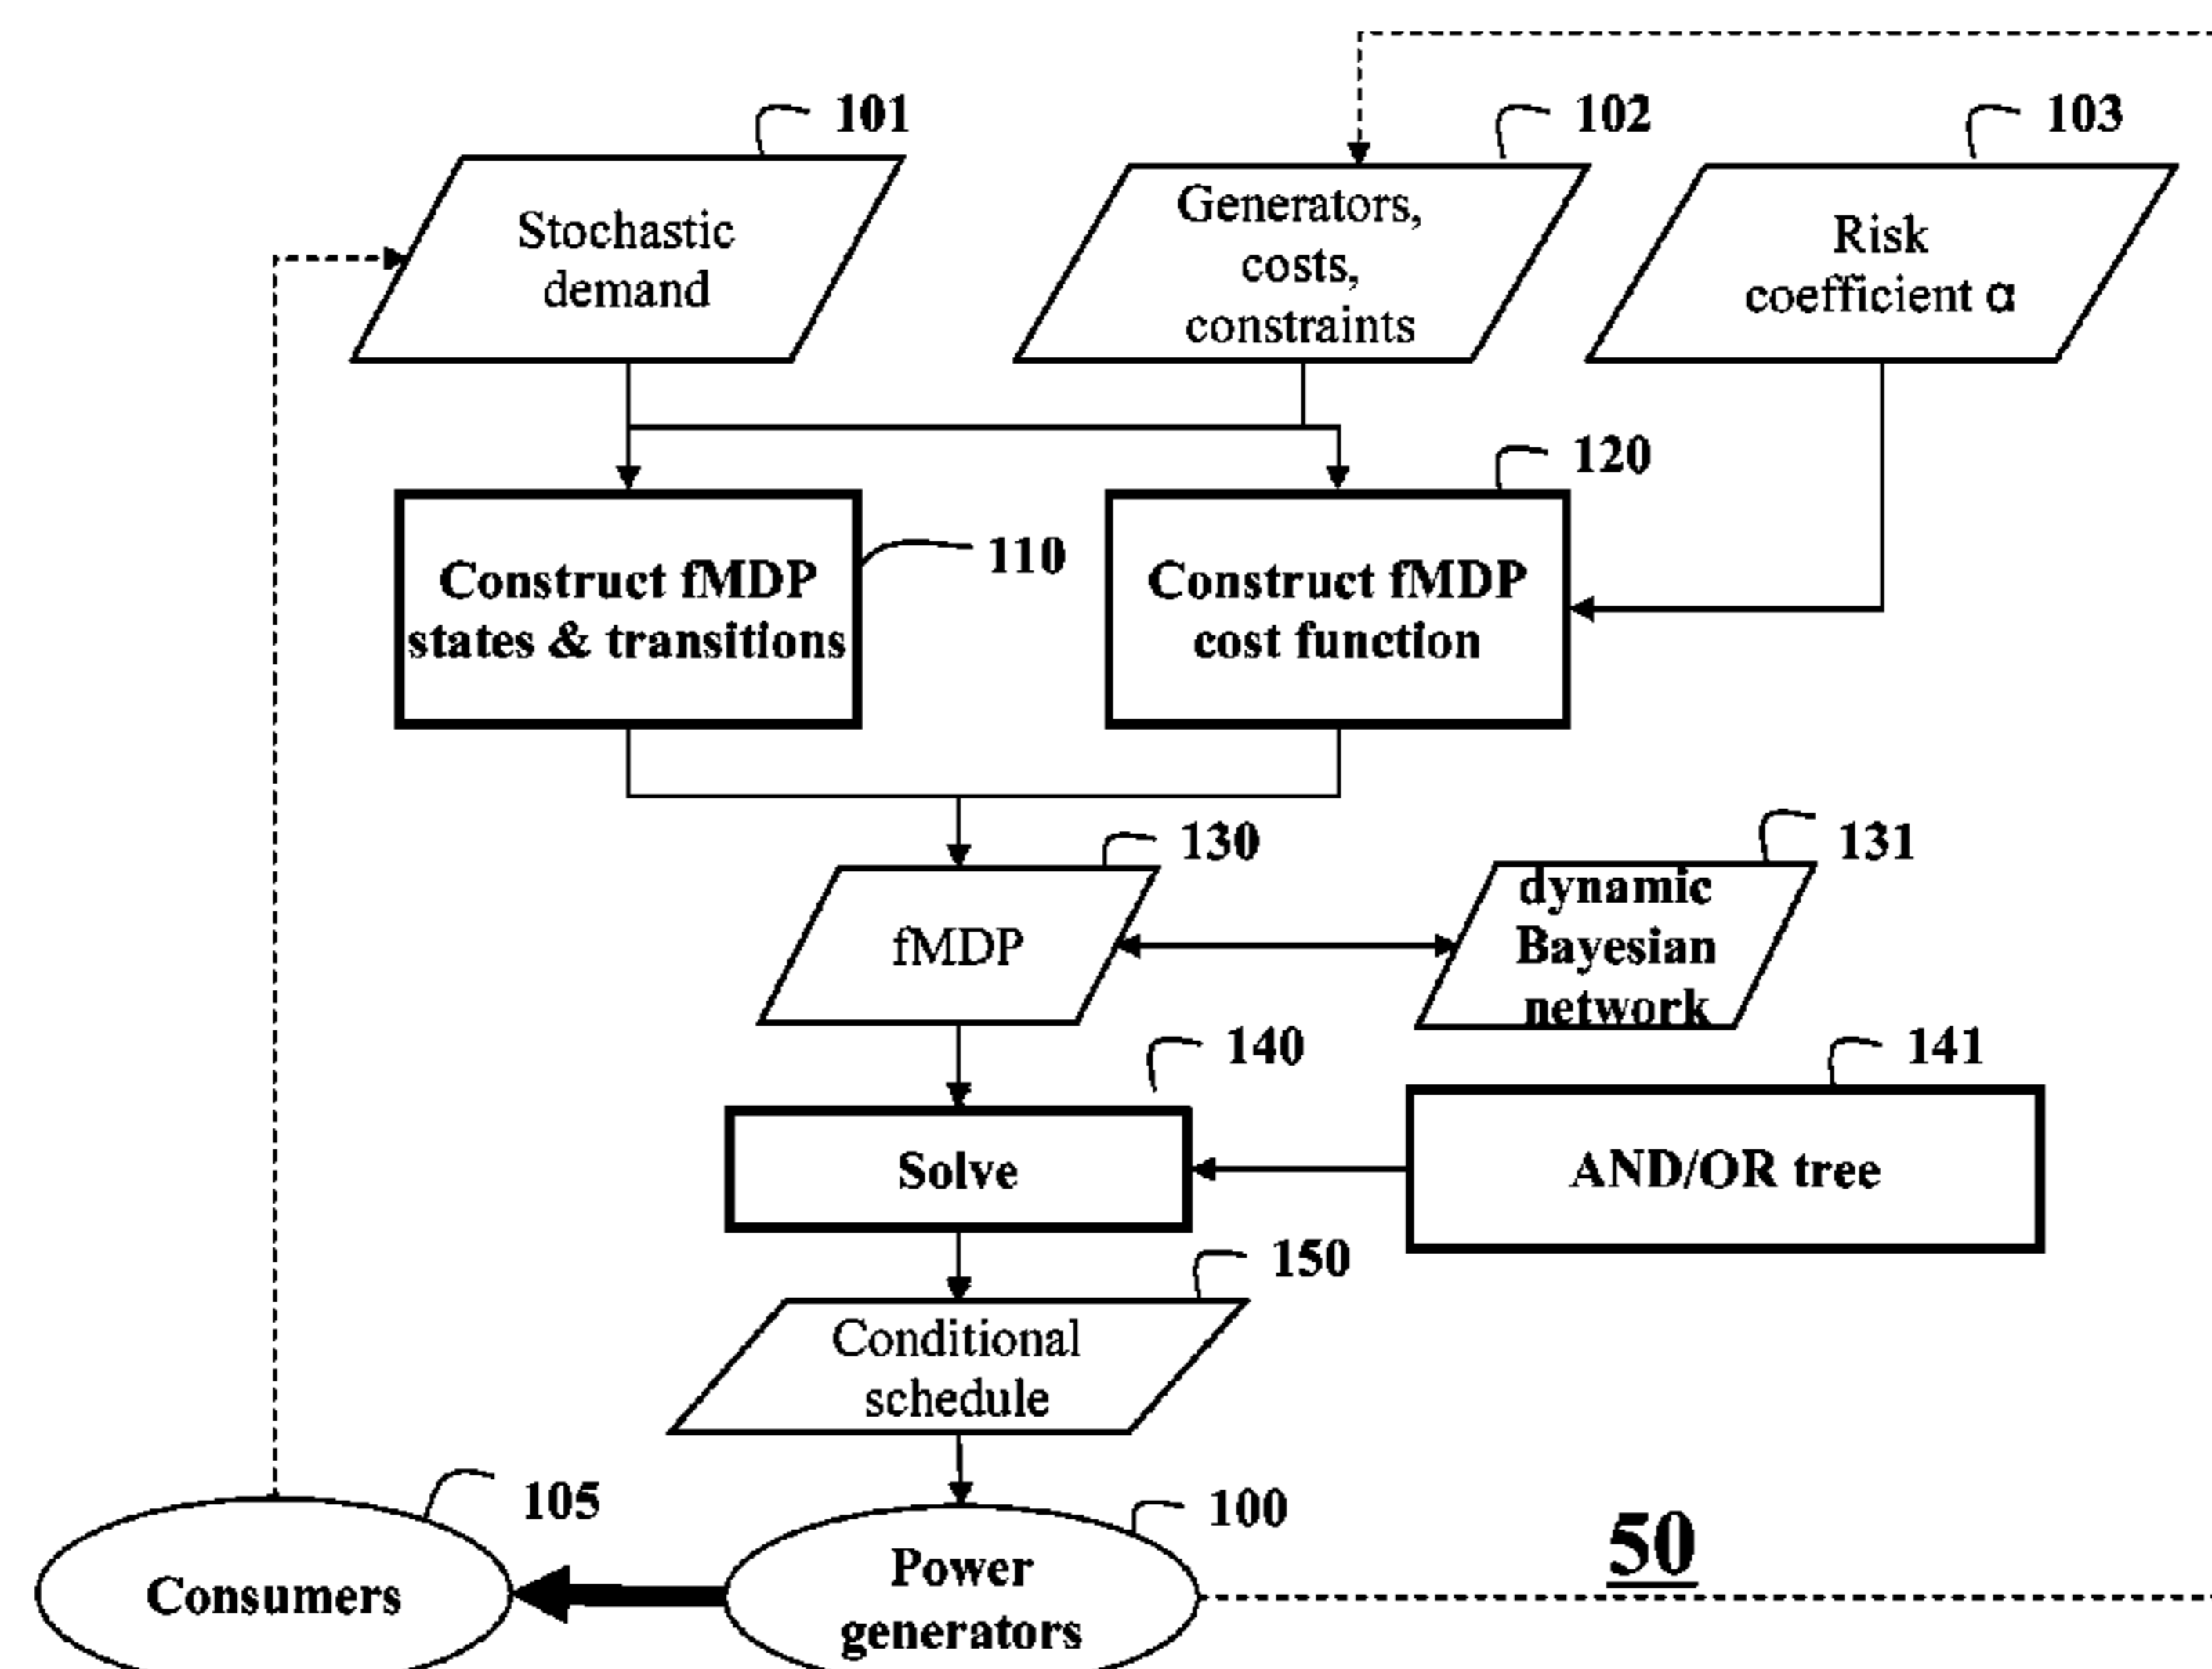 101
102
103
Stochastic
demand
Generators,
costs,
constraints
Risk
coefficient α
120
110
Construct fMDP
states & transitions
Construct fMDP
cost function
130
131
fMDP
dynamic
Bayesian
network
140
141
Solve
AND/OR tree
150
Conditional
schedule
105
100
50
Consumers
Power
generators